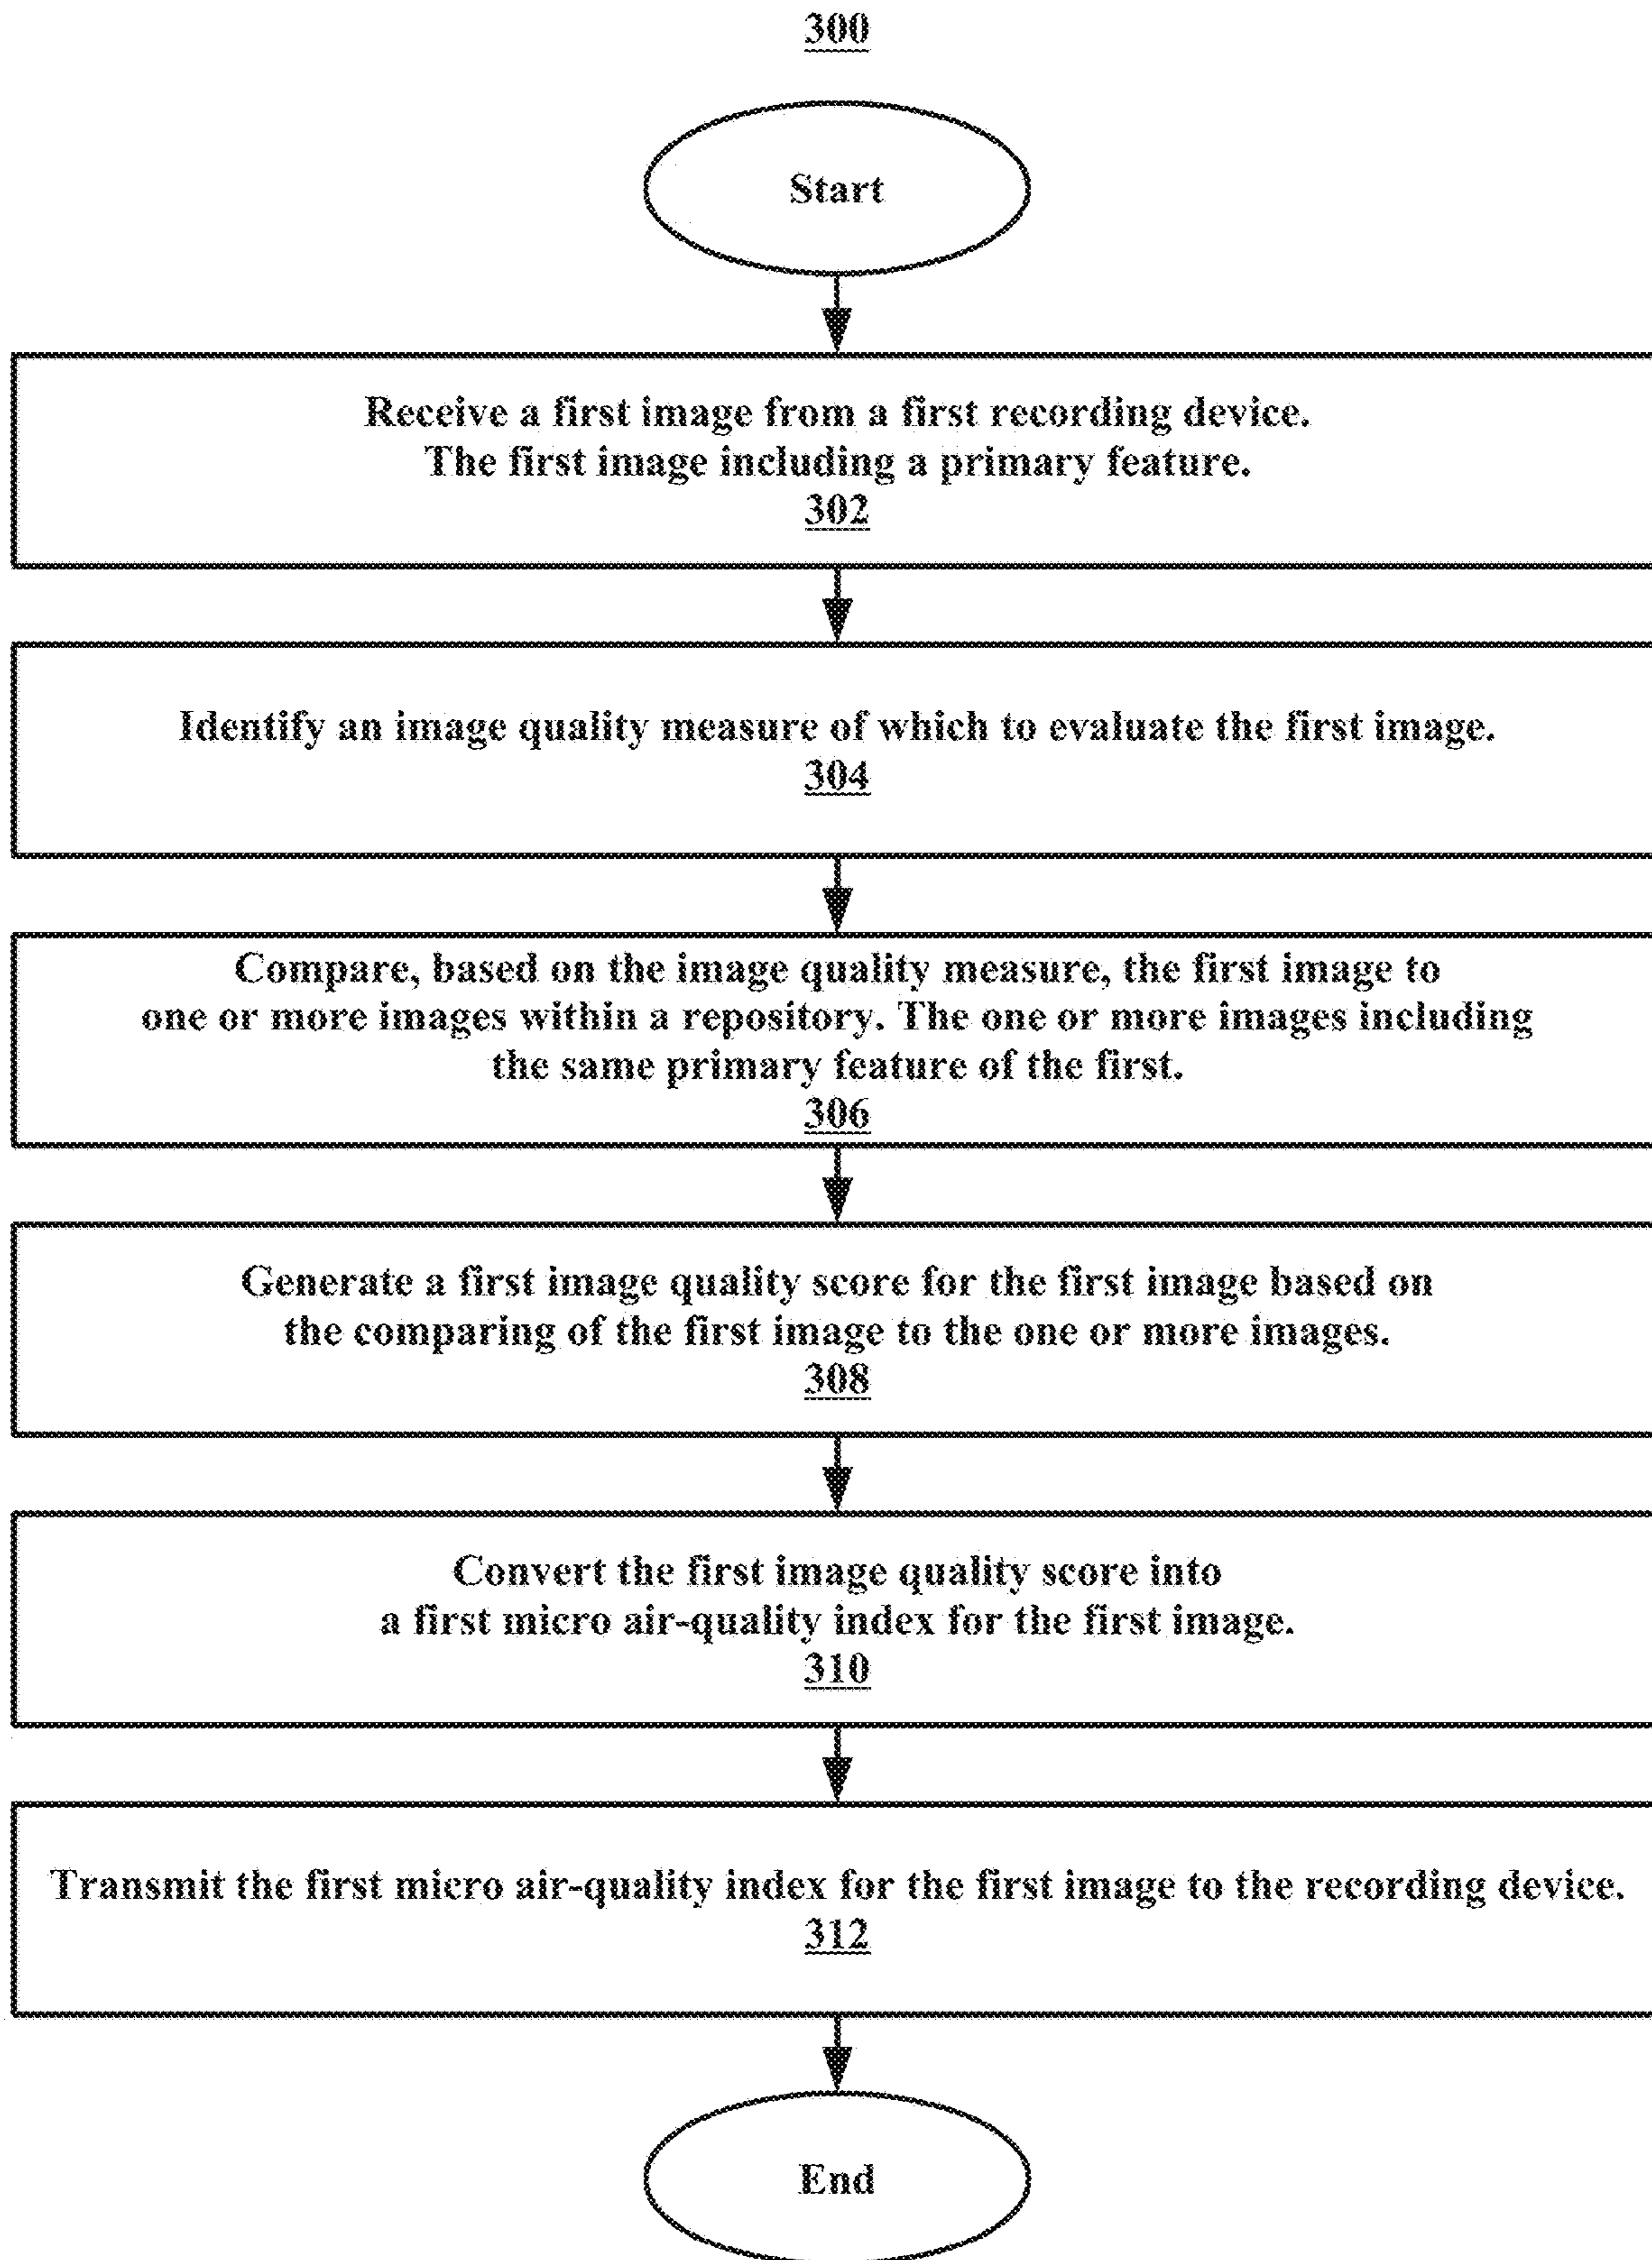 300
Start
Receive a first image from a first recording device.
The first image including a primary feature.
302
Identify an image quality measure of which to evaluate the first image.
304
Compare, based on the image quality measure, the first image to
one or more images within a repository. The one or more images including
the same primary feature of the first.
306
Generate a first image quality score for the first image based on
the comparing of the first image to the one or more images.
308
Convert the first image quality score into
a first micro air-quality index for the first image.
310
Transmit the first micro air-quality index for the first image to the recording device.
312
End